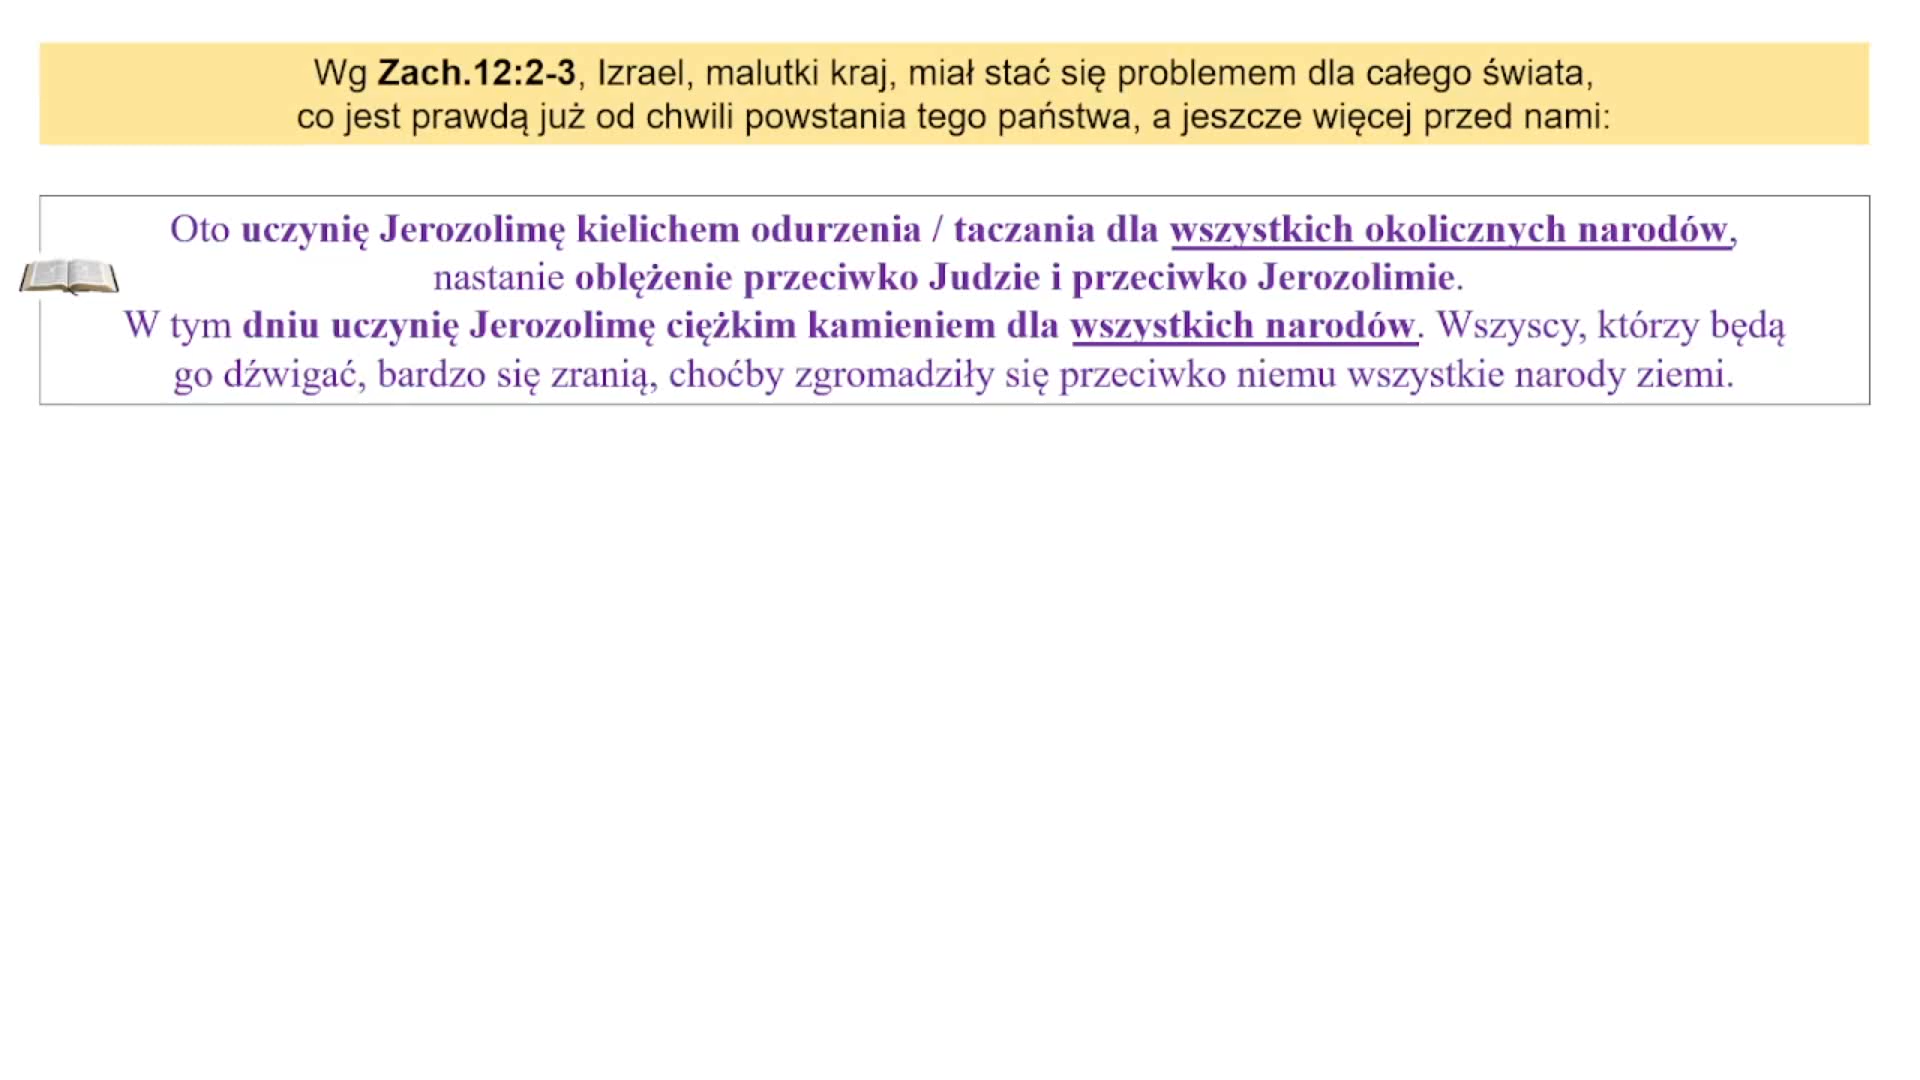 Wg Zach.12:2-3, Izrael, malutki kraj, miał stać się problemem dla całego świata,
co jest prawdą już od chwili powstania tego państwa, a jeszcze więcej przed nami:
Oto uczynię Jerozolimę kielichem odurzenia / taczania dla wszystkich okolicznych narodów,
nastanie oblężenie przeciwko Judzie i przeciwko Jerozolimie.
W tym dniu uczynię Jerozolimę ciężkim kamieniem dla wszystkich narodów. Wszyscy, którzy będą
go dźwigać, bardzo się zranią, choćby zgromadziły się przeciwko niemu wszystkie narody ziemi.